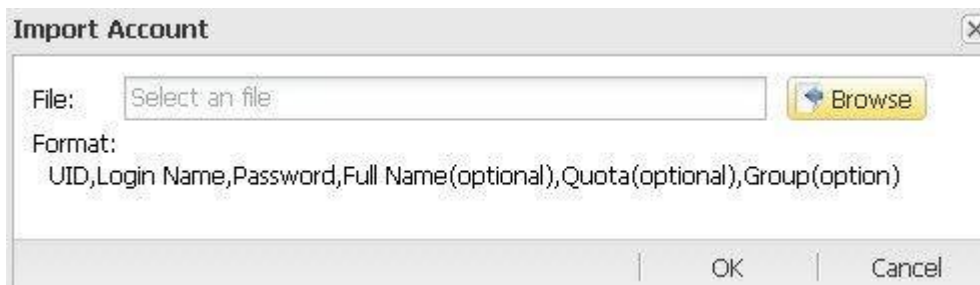 Import Account
File: Select an file Browse
Format:
UID,Login Name,Password,Full Name(optional),Quota(optional),Group(option)
OK Cancel